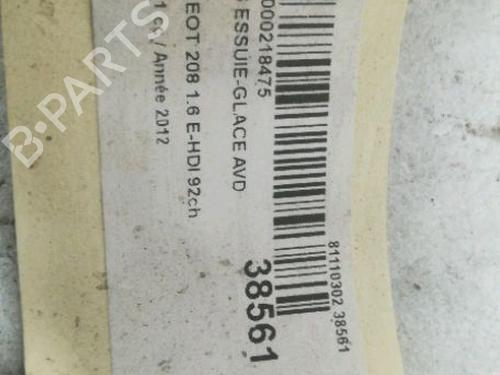 81110302 38561
38561
000218475
ESSUIE-GLACE AVD
EOT 208 1.6 E-HDI 92ch
/ Année 2012
B-PARTS